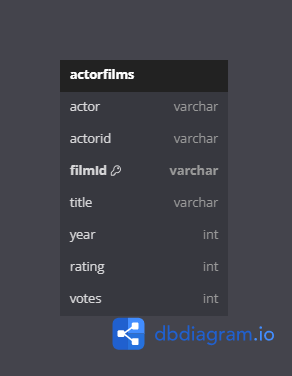 actorfilms
actor varchar
actorid varchar
filmid varchar
title varchar
year int
rating int
votes int
dbdiagram.io